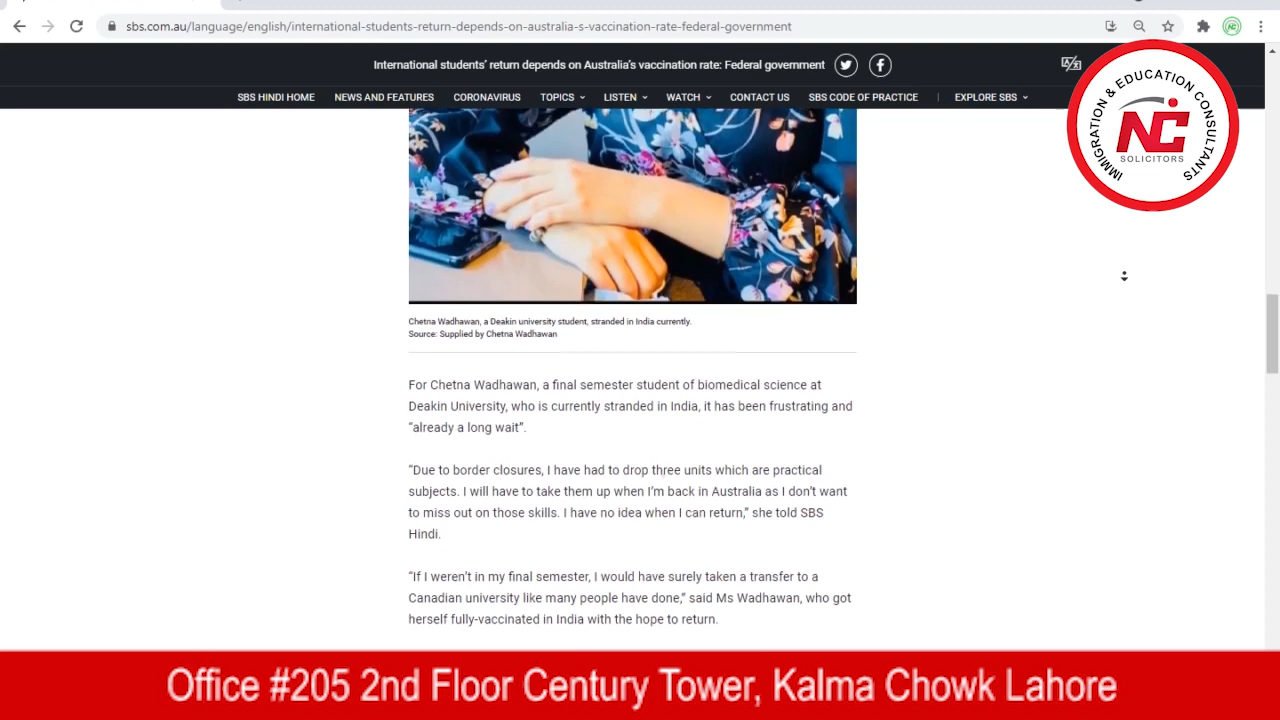 sbs.com.au/language/english/international-students-return-depends-on-australia-s-vaccination-rate-federal-government
International students’ return depends on Australia’s vaccination rate: Federal government
SBS HINDI HOME NEWS AND FEATURES CORONAVIRUS TOPICS LISTEN WATCH CONTACT US SBS CODE OF PRACTICE | EXPLORE SBS
IMMIGRATION & EDUCATION CONSULTANTS
NC
SOLICITORS
Chetna Wadhawan, a Deakin university student, stranded in India currently.
Source: Supplied by Chetna Wadhawan
For Chetna Wadhawan, a final semester student of biomedical science at
Deakin University, who is currently stranded in India, it has been frustrating and
“already a long wait”.
“Due to border closures, I have had to drop three units which are practical
subjects. I will have to take them up when I’m back in Australia as I don’t want
to miss out on those skills. I have no idea when I can return,” she told SBS
Hindi.
“If I weren’t in my final semester, I would have surely taken a transfer to a
Canadian university like many people have done,” said Ms Wadhawan, who got
herself fully-vaccinated in India with the hope to return.
Office #205 2nd Floor Century Tower, Kalma Chowk Lahore